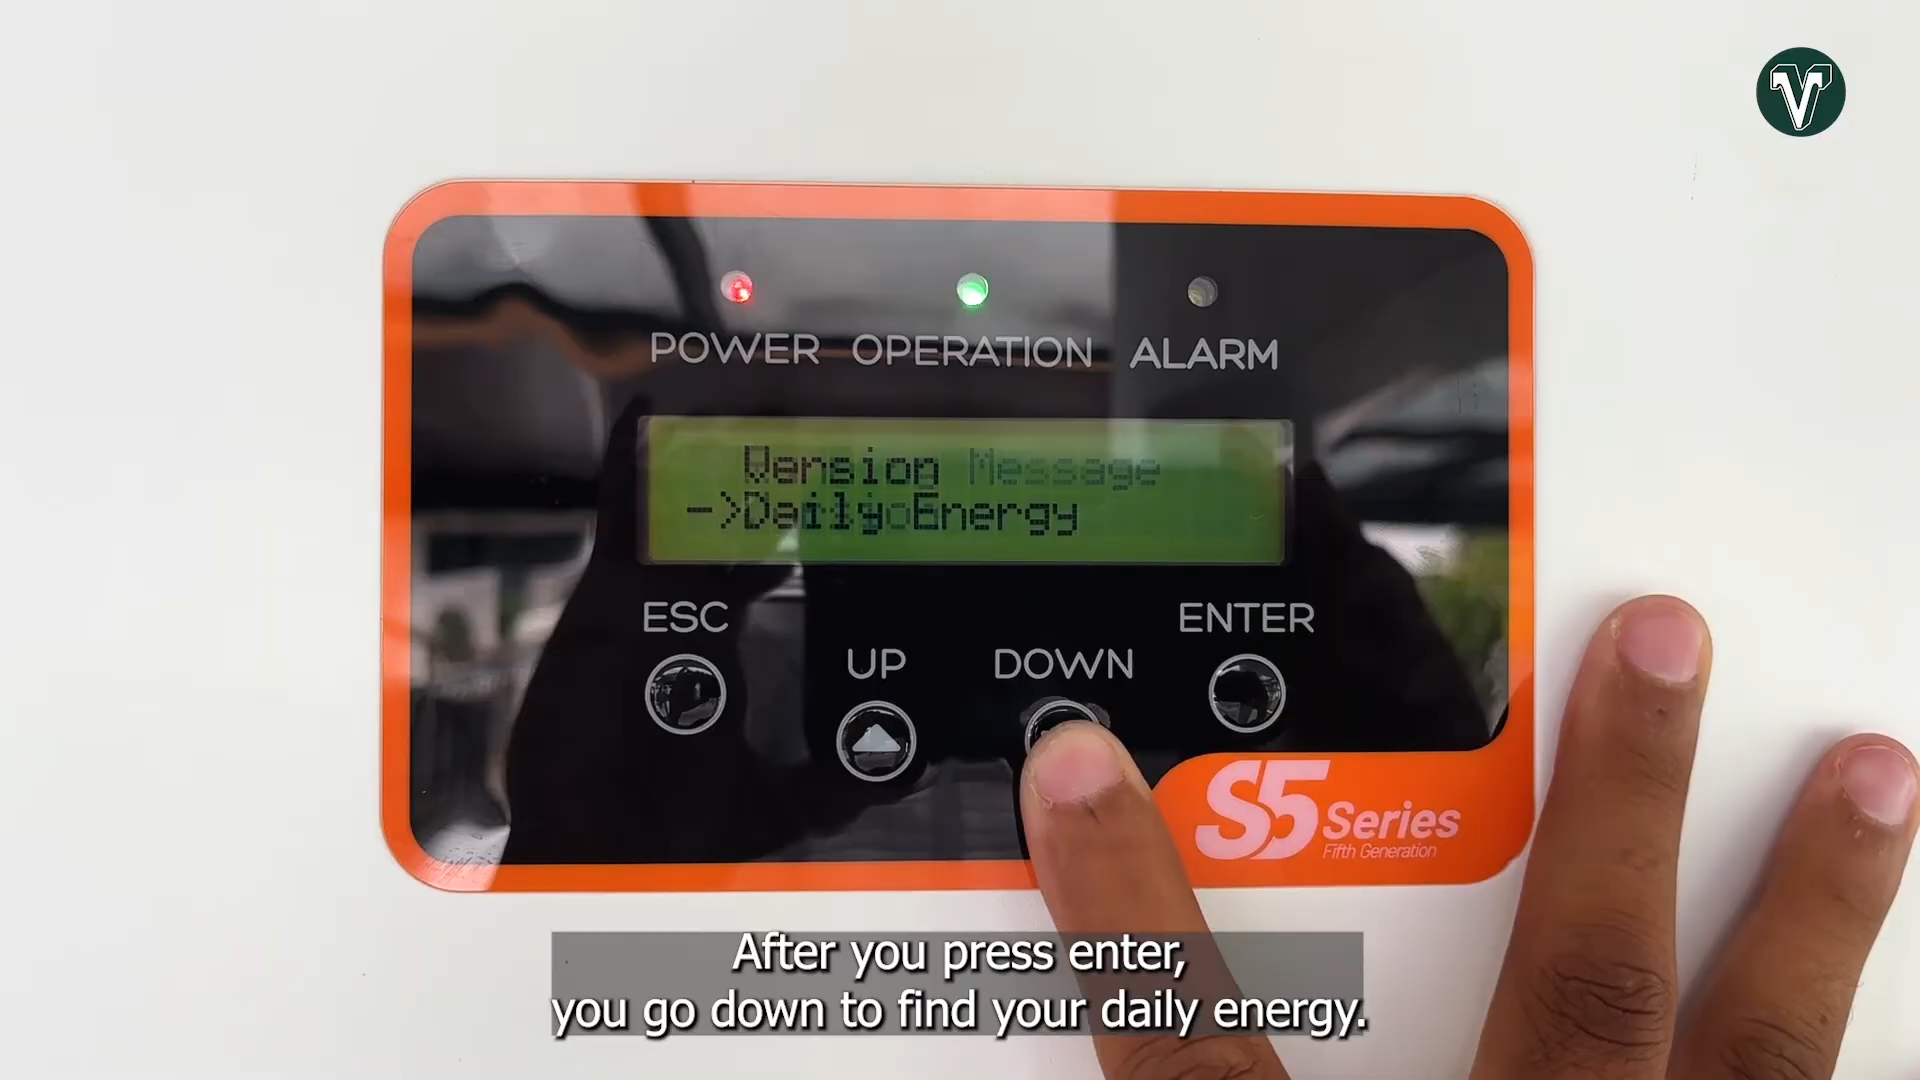 POWER OPERATION ALARM
Message
->Daily Energy
ESC
ENTER
UP
DOWN
S5 Series
Fifth Generation
After you press enter,
you go down to find your daily energy.